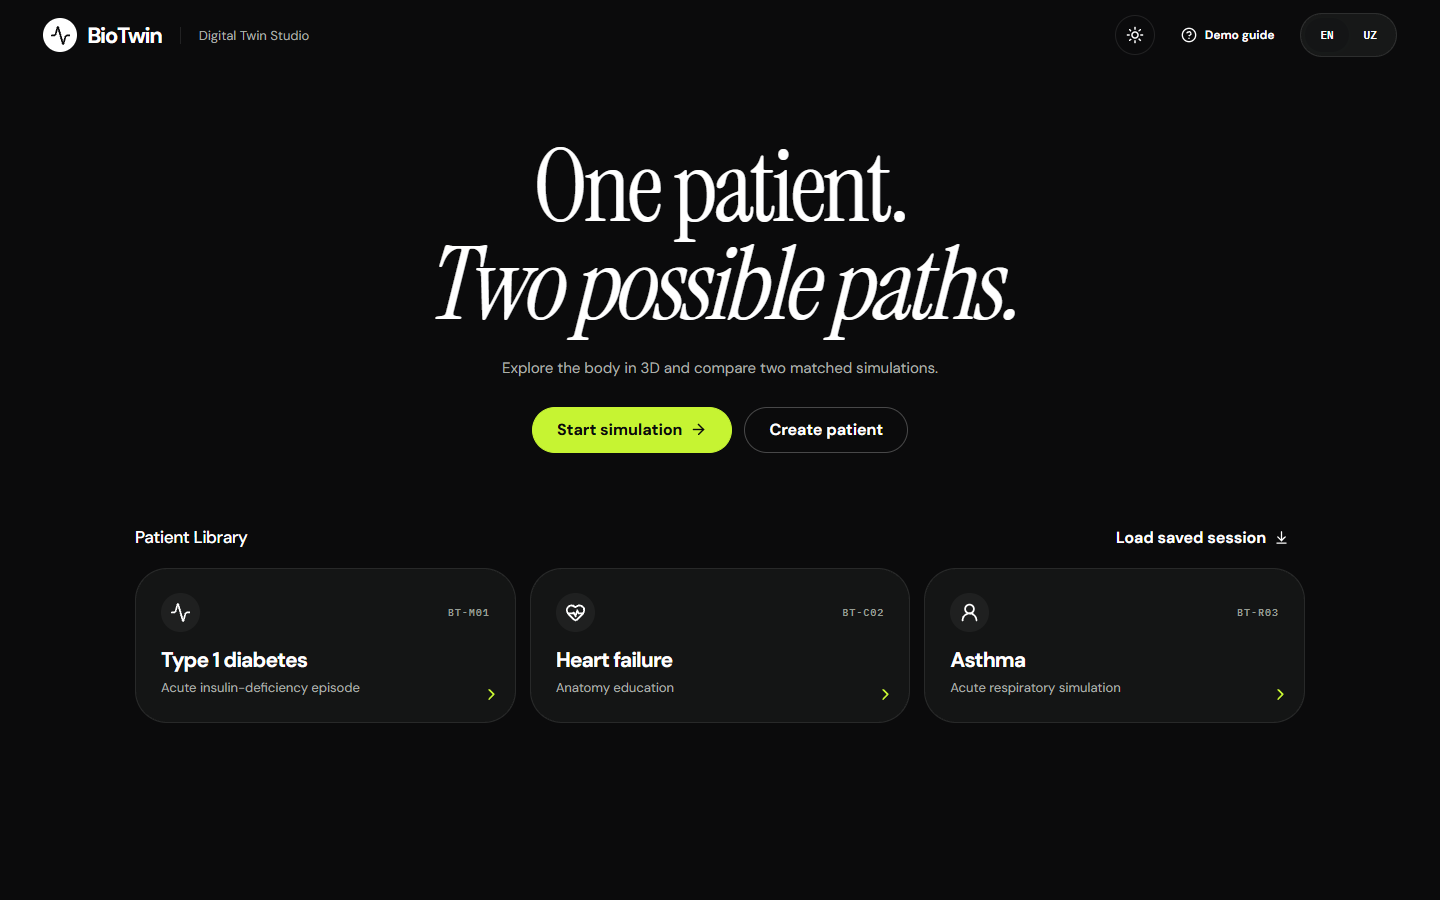 BioTwin
Digital Twin Studio
Demo guide
EN
UZ
One patient.
Two possible paths.
Explore the body in 3D and compare two matched simulations.
Start simulation
Create patient
Patient Library
Load saved session
BT-M01
Type 1 diabetes
Acute insulin-deficiency episode
BT-C02
Heart failure
Anatomy education
BT-R03
Asthma
Acute respiratory simulation